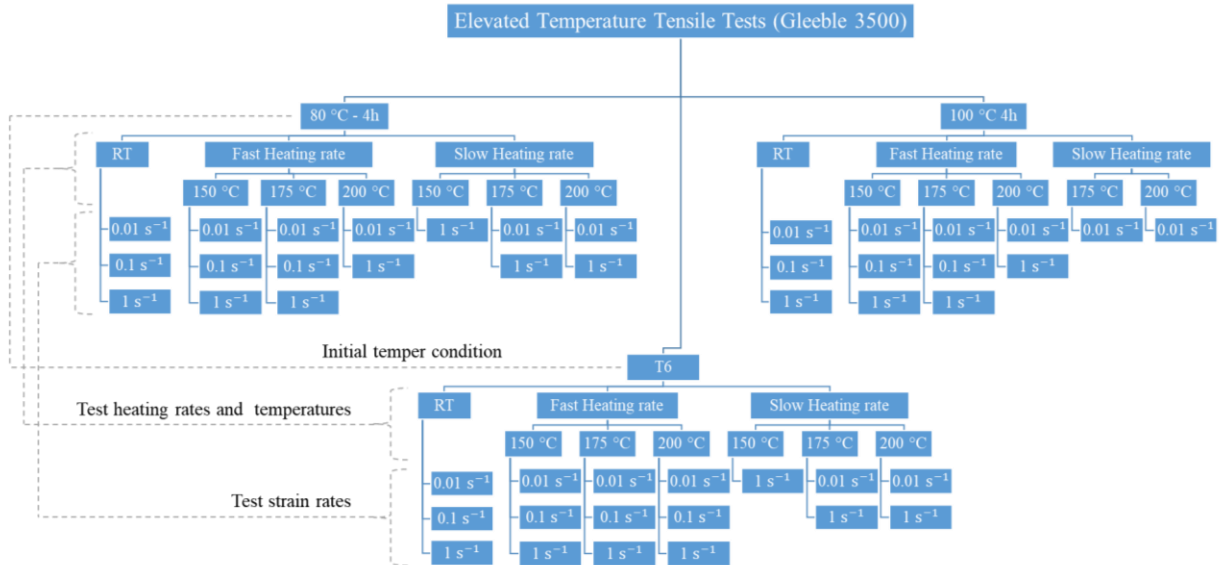 Elevated Temperature Tensile Tests (Gleeble 3500)
80 °C - 4h
100 °C 4h
RT
Fast Heating rate
Slow Heating rate
RT
Fast Heating rate
Slow Heating rate
150 °C
175 °C
200 °C
150 °C
175 °C
200 °C
150 °C
175 °C
200 °C
175 °C
200 °C
0.01 s⁻¹
0.01 s⁻¹
0.01 s⁻¹
0.01 s⁻¹
1 s⁻¹
0.01 s⁻¹
0.01 s⁻¹
0.01 s⁻¹
0.01 s⁻¹
0.01 s⁻¹
0.01 s⁻¹
0.01 s⁻¹
0.01 s⁻¹
0.1 s⁻¹
0.1 s⁻¹
0.1 s⁻¹
1 s⁻¹
1 s⁻¹
1 s⁻¹
0.1 s⁻¹
0.1 s⁻¹
0.1 s⁻¹
1 s⁻¹
1 s⁻¹
1 s⁻¹
1 s⁻¹
1 s⁻¹
1 s⁻¹
1 s⁻¹
Initial temper condition
T6
Test heating rates and temperatures
RT
Fast Heating rate
Slow Heating rate
150 °C
175 °C
200 °C
150 °C
175 °C
200 °C
Test strain rates
0.01 s⁻¹
0.01 s⁻¹
0.01 s⁻¹
0.01 s⁻¹
1 s⁻¹
0.01 s⁻¹
0.01 s⁻¹
0.1 s⁻¹
0.1 s⁻¹
0.1 s⁻¹
0.1 s⁻¹
1 s⁻¹
1 s⁻¹
1 s⁻¹
1 s⁻¹
1 s⁻¹
1 s⁻¹